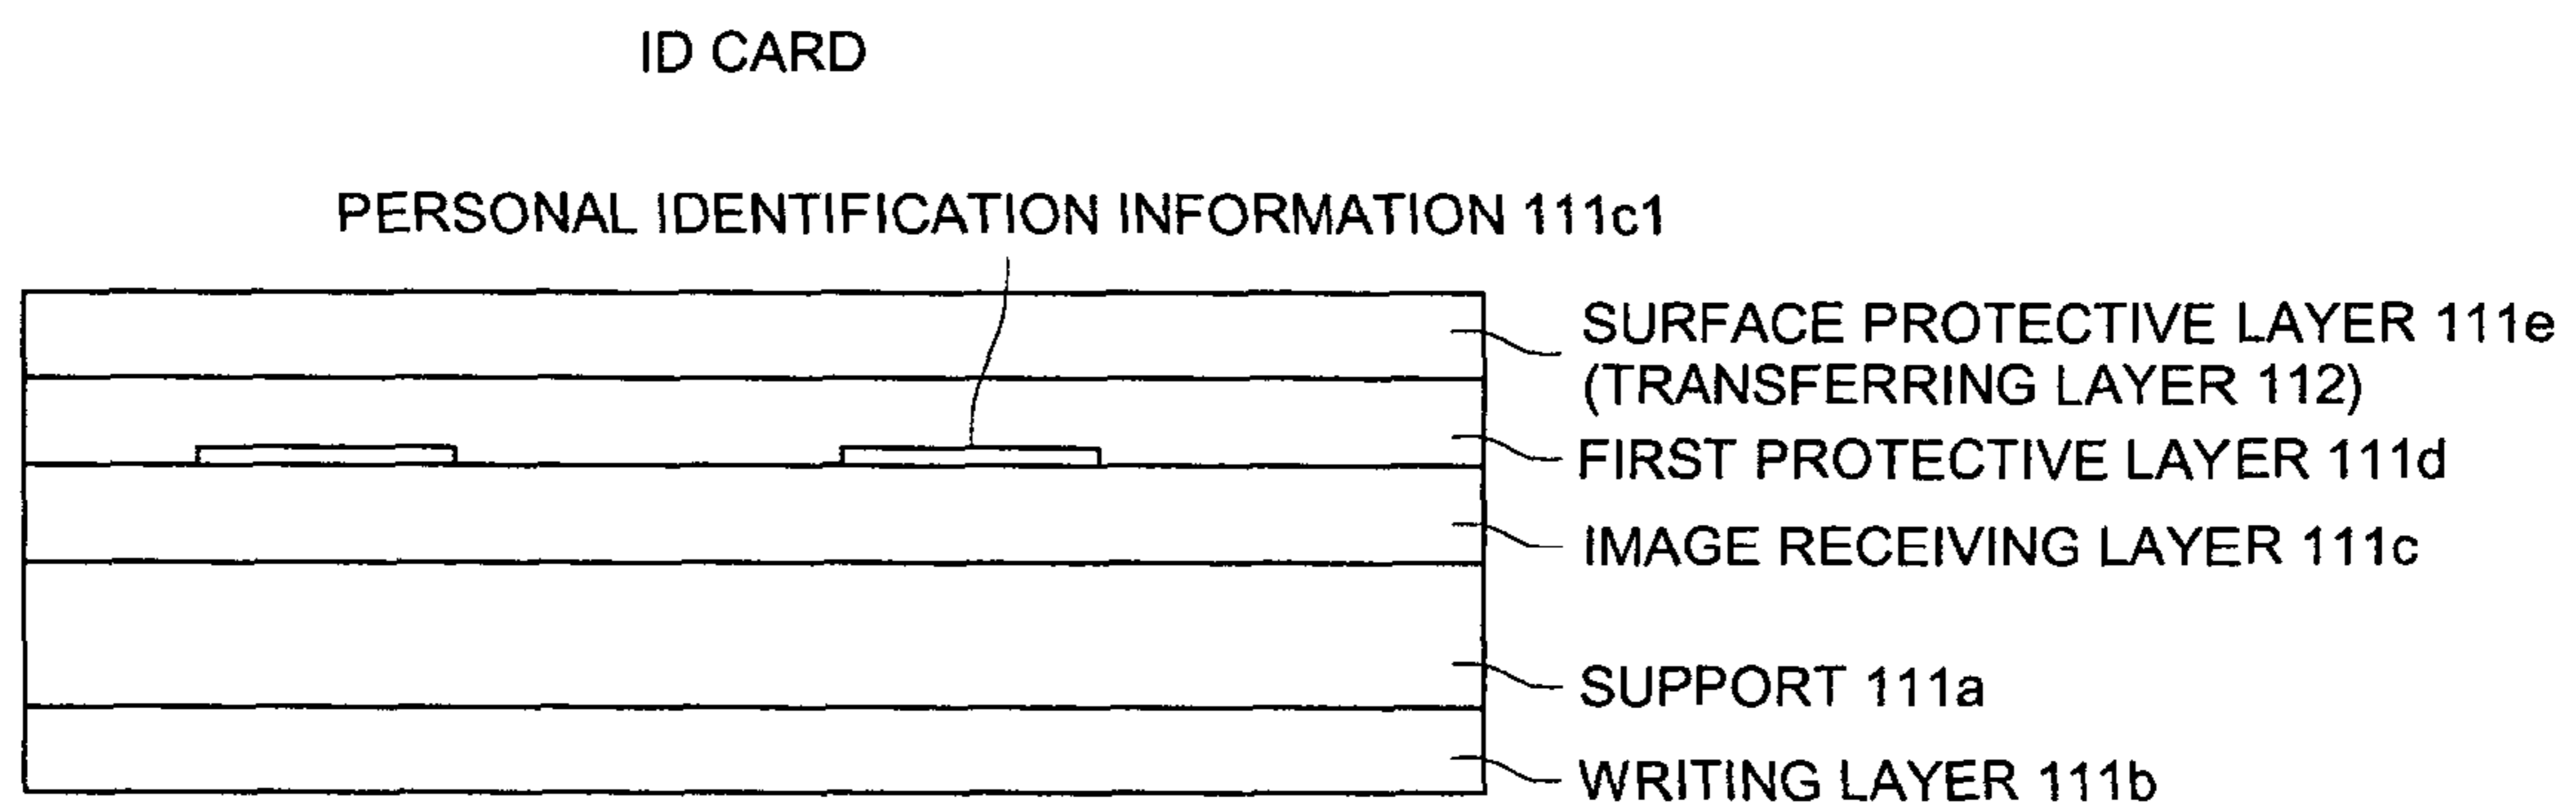 ID CARD
PERSONAL IDENTIFICATION INFORMATION 111c1
SURFACE PROTECTIVE LAYER 111e
(TRANSFERRING LAYER 112)
FIRST PROTECTIVE LAYER 111d
IMAGE RECEIVING LAYER 111c
SUPPORT 111a
WRITING LAYER 111b